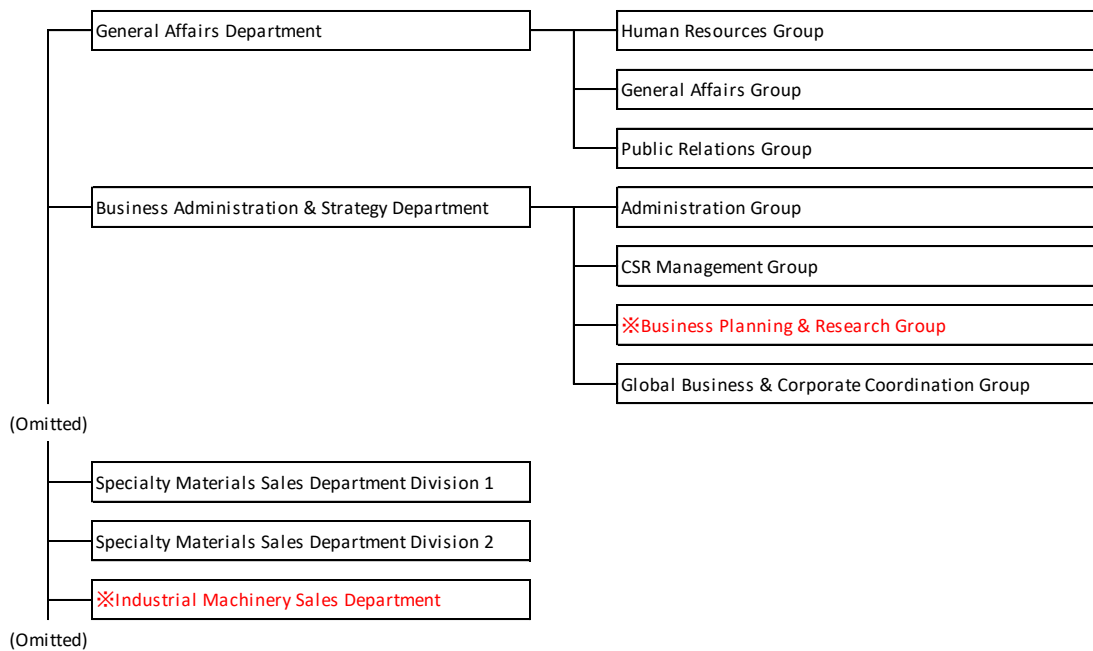 General Affairs Department
Human Resources Group
General Affairs Group
Public Relations Group
Business Administration & Strategy Department
Administration Group
CSR Management Group
※Business Planning & Research Group
Global Business & Corporate Coordination Group
(Omitted)
Specialty Materials Sales Department Division 1
Specialty Materials Sales Department Division 2
※Industrial Machinery Sales Department
(Omitted)